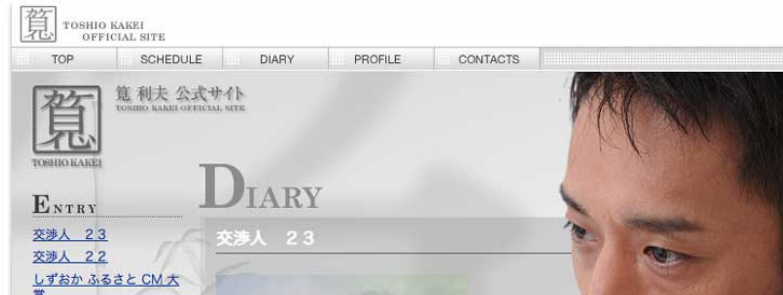 筧
TOSHIO KAKEI
OFFICIAL SITE
TOP SCHEDULE DIARY PROFILE CONTACTS
筧
TOSHIO KAKEI
筧 利夫 公式サイト
TOSHIO KAKEI OFFICIAL SITE
DIARY
ENTRY
交渉人 23
交渉人 22
しずおか ふるさと CM 大
賞
交渉人 23